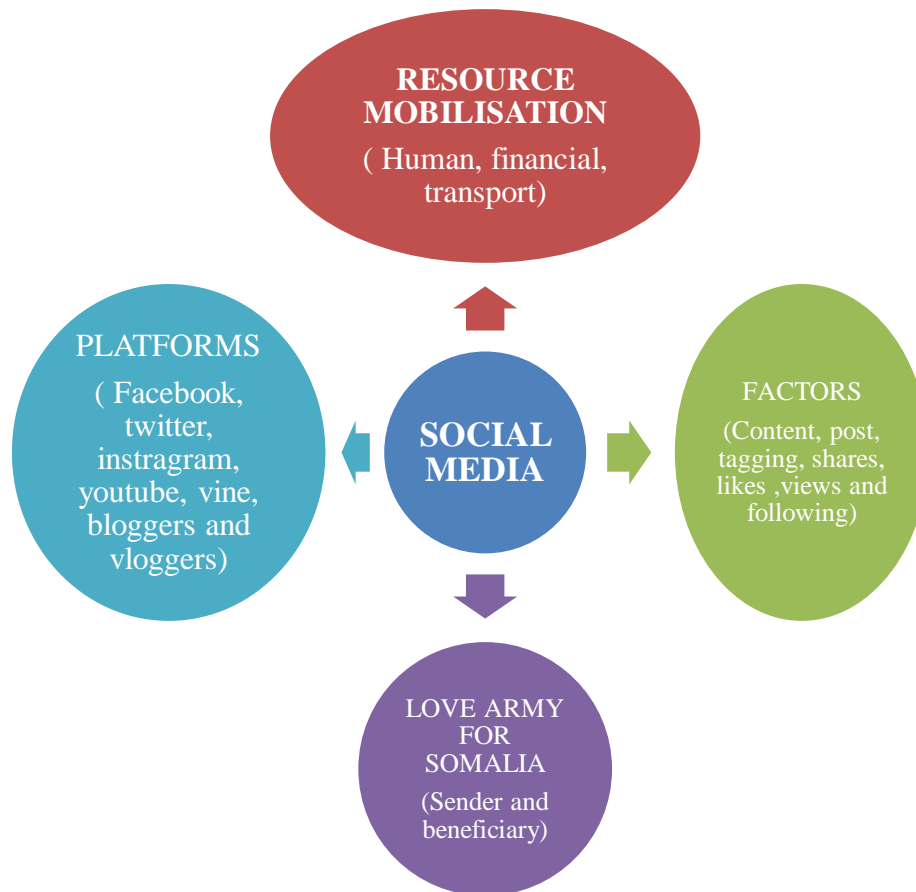 RESOURCE
MOBILISATION
( Human, financial,
transport)
PLATFORMS
( Facebook,
twitter,
instragram,
youtube, vine,
bloggers and
vloggers)
SOCIAL
MEDIA
FACTORS
(Content, post,
tagging, shares,
likes ,views and
following)
LOVE ARMY
FOR
SOMALIA
(Sender and
beneficiary)